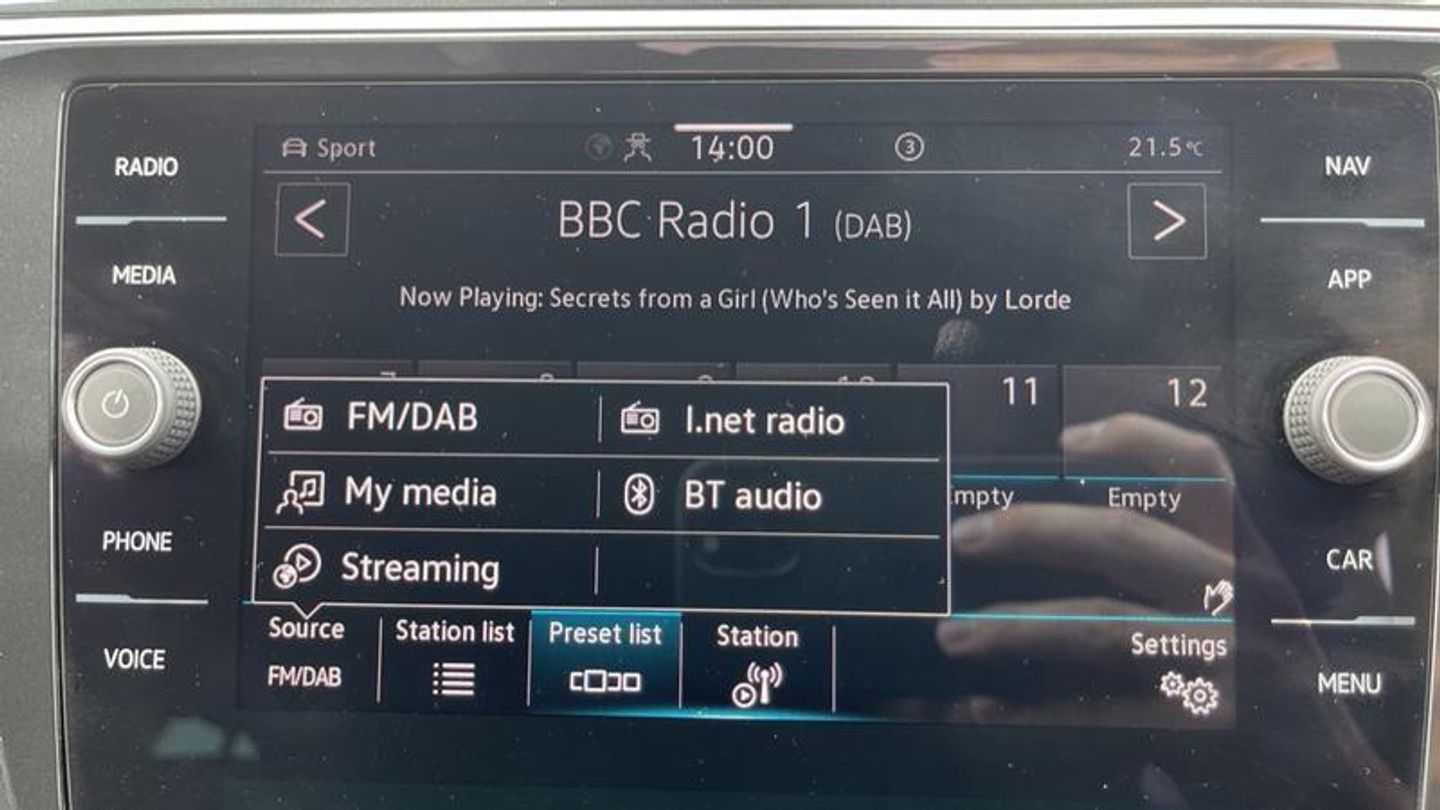 RADIO
MEDIA
PHONE
VOICE
Sport
14:00
3
21.5°C
BBC Radio 1 (DAB)
Now Playing: Secrets from a Girl (Who's Seen it All) by Lorde
11
12
FM/DAB
I.net radio
My media
BT audio
Streaming
Empty
Source
FM/DAB
Station list
Preset list
Station
Settings
NAV
APP
CAR
MENU